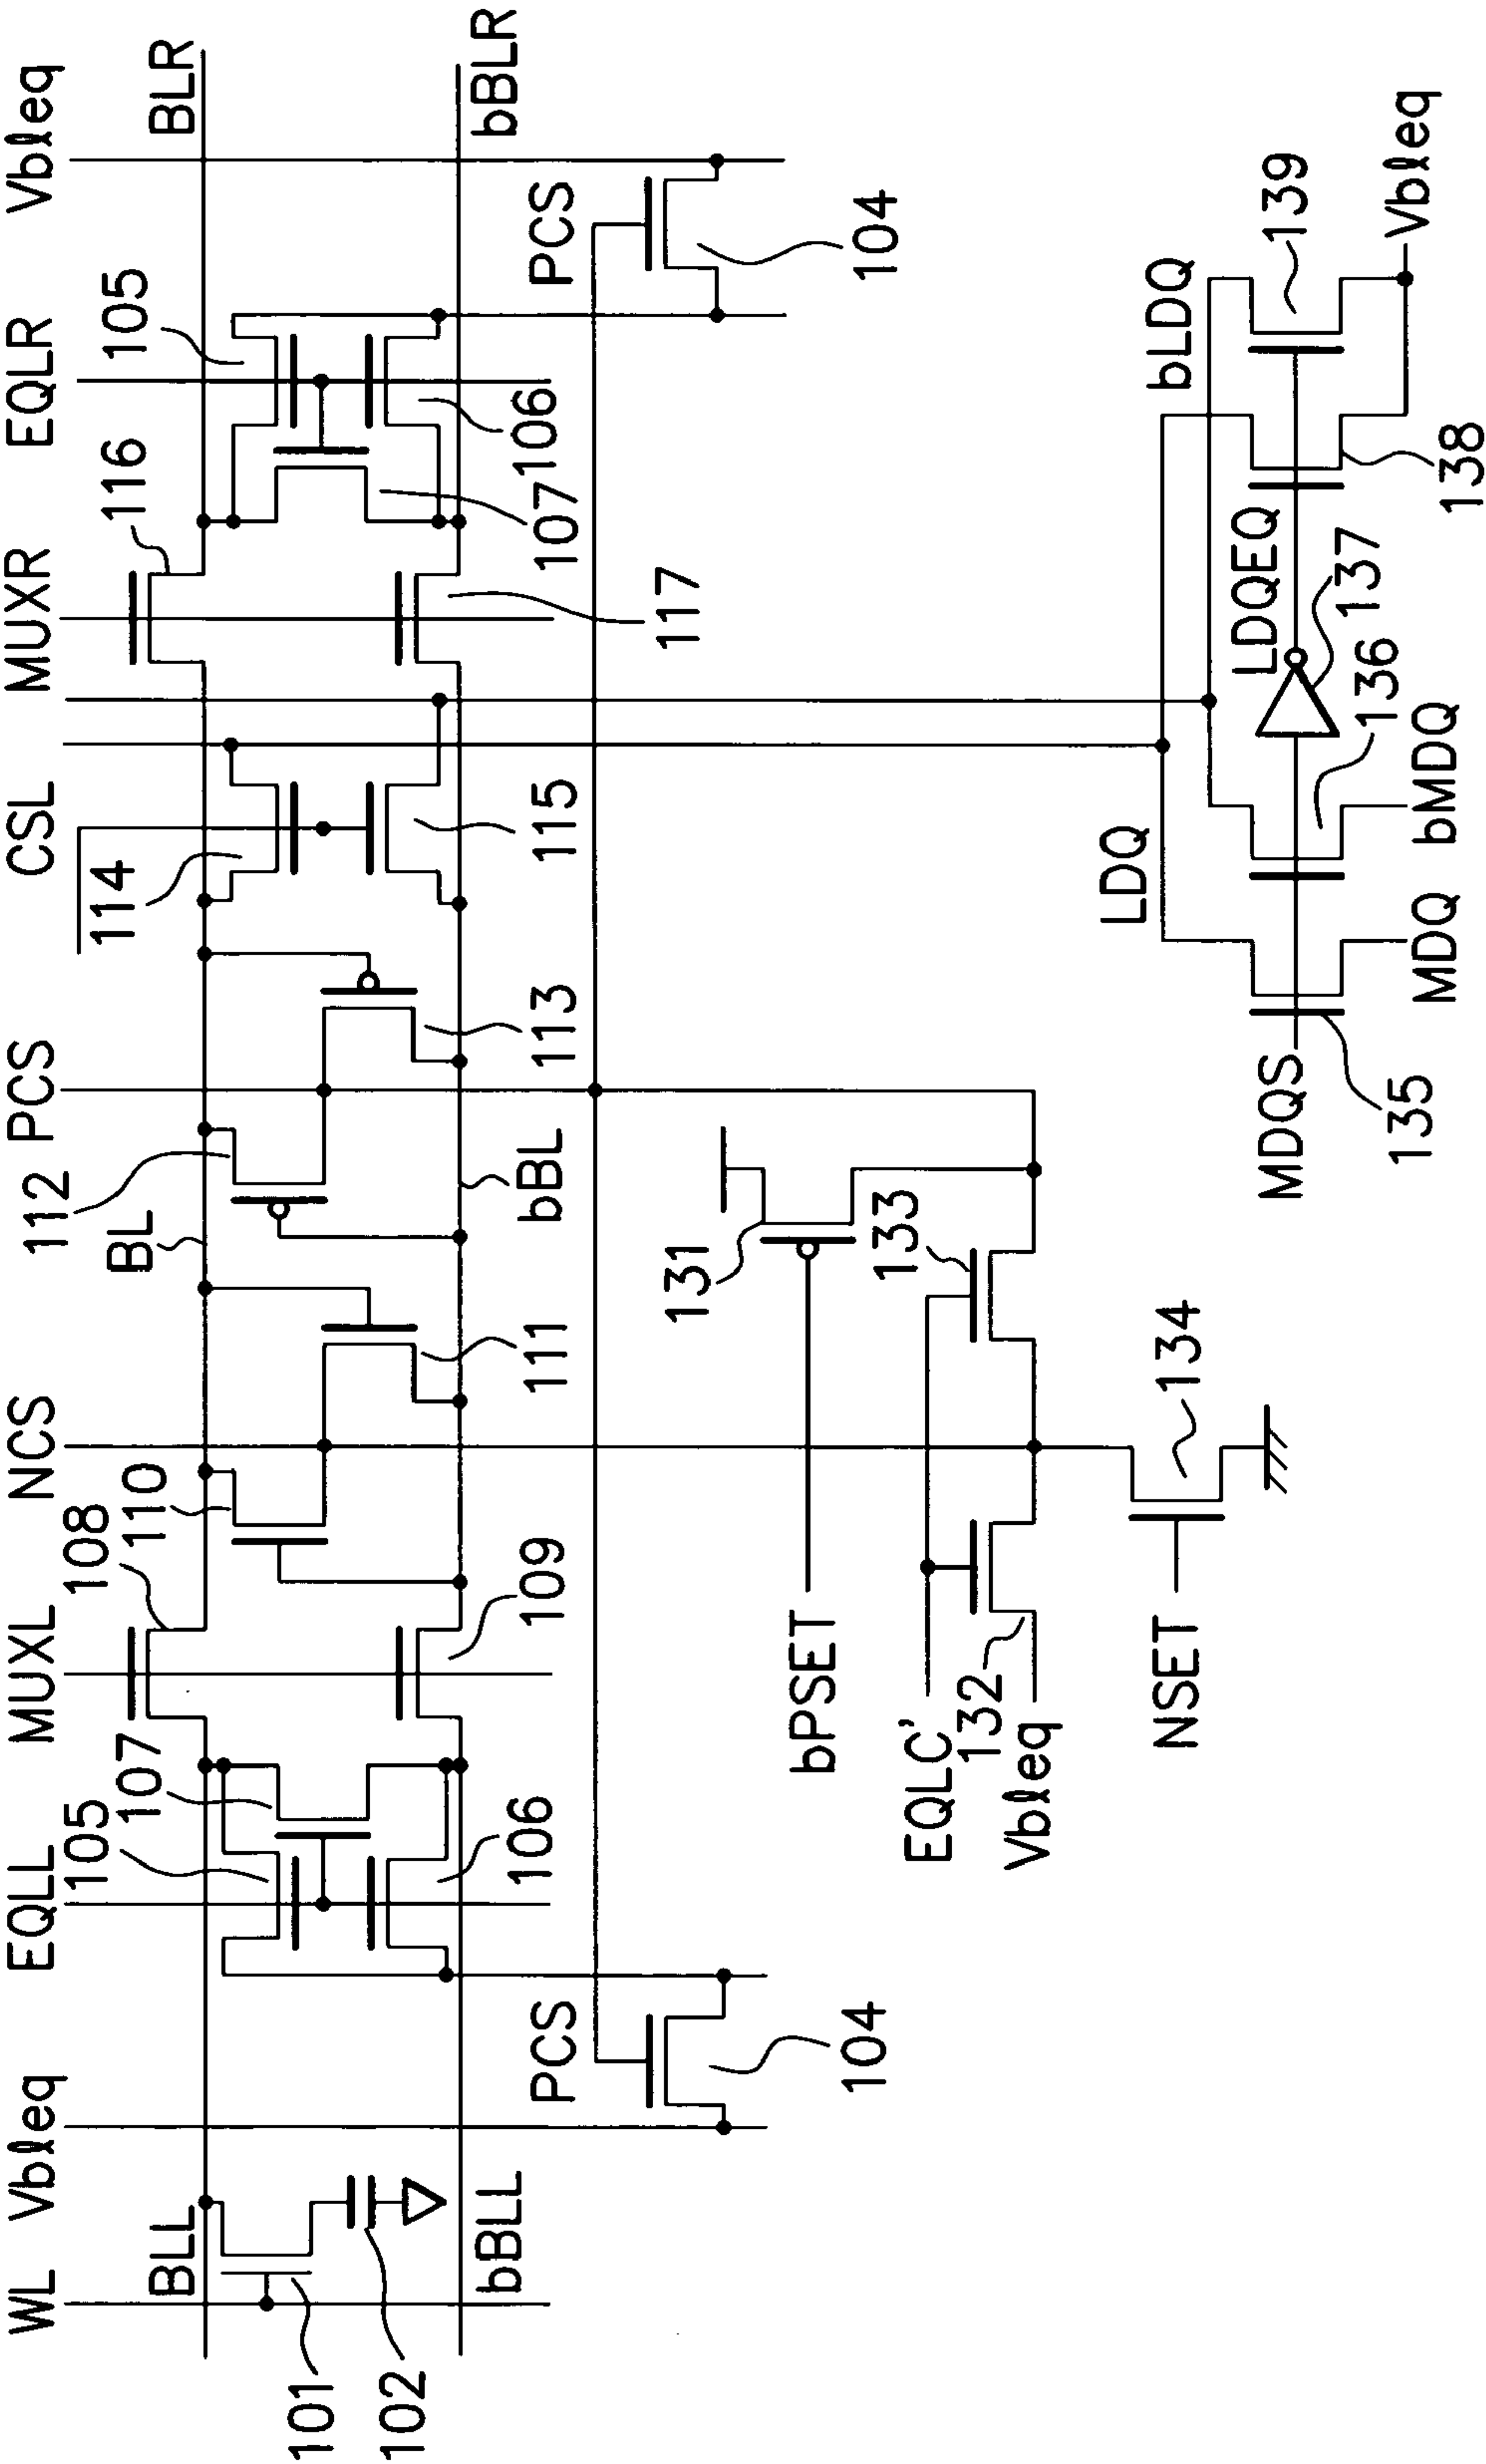 WL Vbleq EQLL MUXL NCS PCS CSL MUXR EQLR Vbleq
105 107 108 110 112 114 116 105
BLL BL BLR
101 102
bBLL 106 109 111 bBL 113 115 107 106 bBLR
PCS PCS
117
104 104
131
bPSET
133
EQLC'
132
Vbleq
134
NSET
LDQ bLDQ
LDQEQ 139
MDQS 137
135 136 138
MDQ bMDQ Vbleq